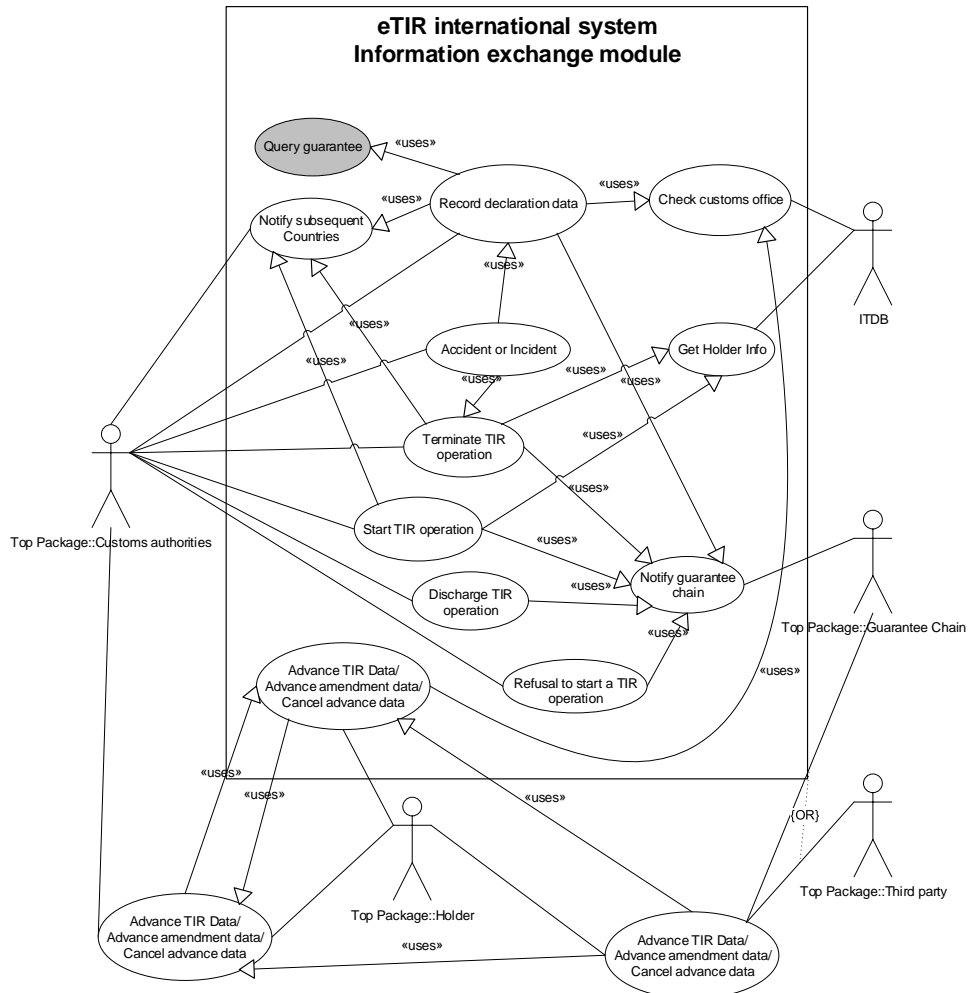 eTIR international system
Information exchange module
Query guarantee
«uses»
Notify subsequent
Countries
«uses»
Record declaration data
«uses»
Check customs office
«uses»
ITDB
«uses»
Accident or Incident
Get Holder Info
«uses»
«uses»
«uses»
«uses»
Terminate TIR
operation
«uses»
«uses»
Top Package::Customs authorities
«uses»
Start TIR operation
«uses»
Notify guarantee
chain
«uses»
Discharge TIR
operation
Top Package::Guarantee Chain
«uses»
Advance TIR Data/
Advance amendment data/
Cancel advance data
Refusal to start a TIR
operation
«uses»
«uses»
«uses»
«uses»
{OR}
Top Package::Holder
Top Package::Third party
Advance TIR Data/
Advance amendment data/
Cancel advance data
«uses»
Advance TIR Data/
Advance amendment data/
Cancel advance data